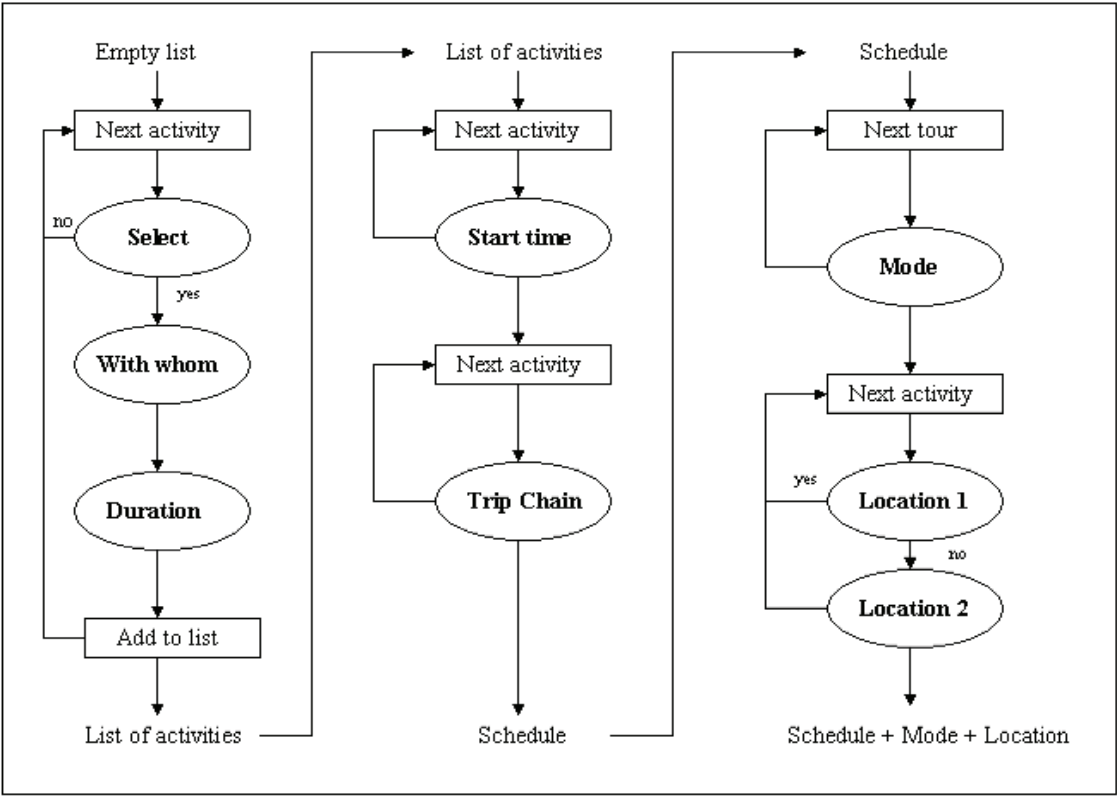 Empty list
Next activity
no
Select
yes
With whom
Duration
Add to list
List of activities
List of activities
Next activity
Start time
Next activity
Trip Chain
Schedule
Schedule
Next tour
Mode
Next activity
yes
Location 1
no
Location 2
Schedule + Mode + Location